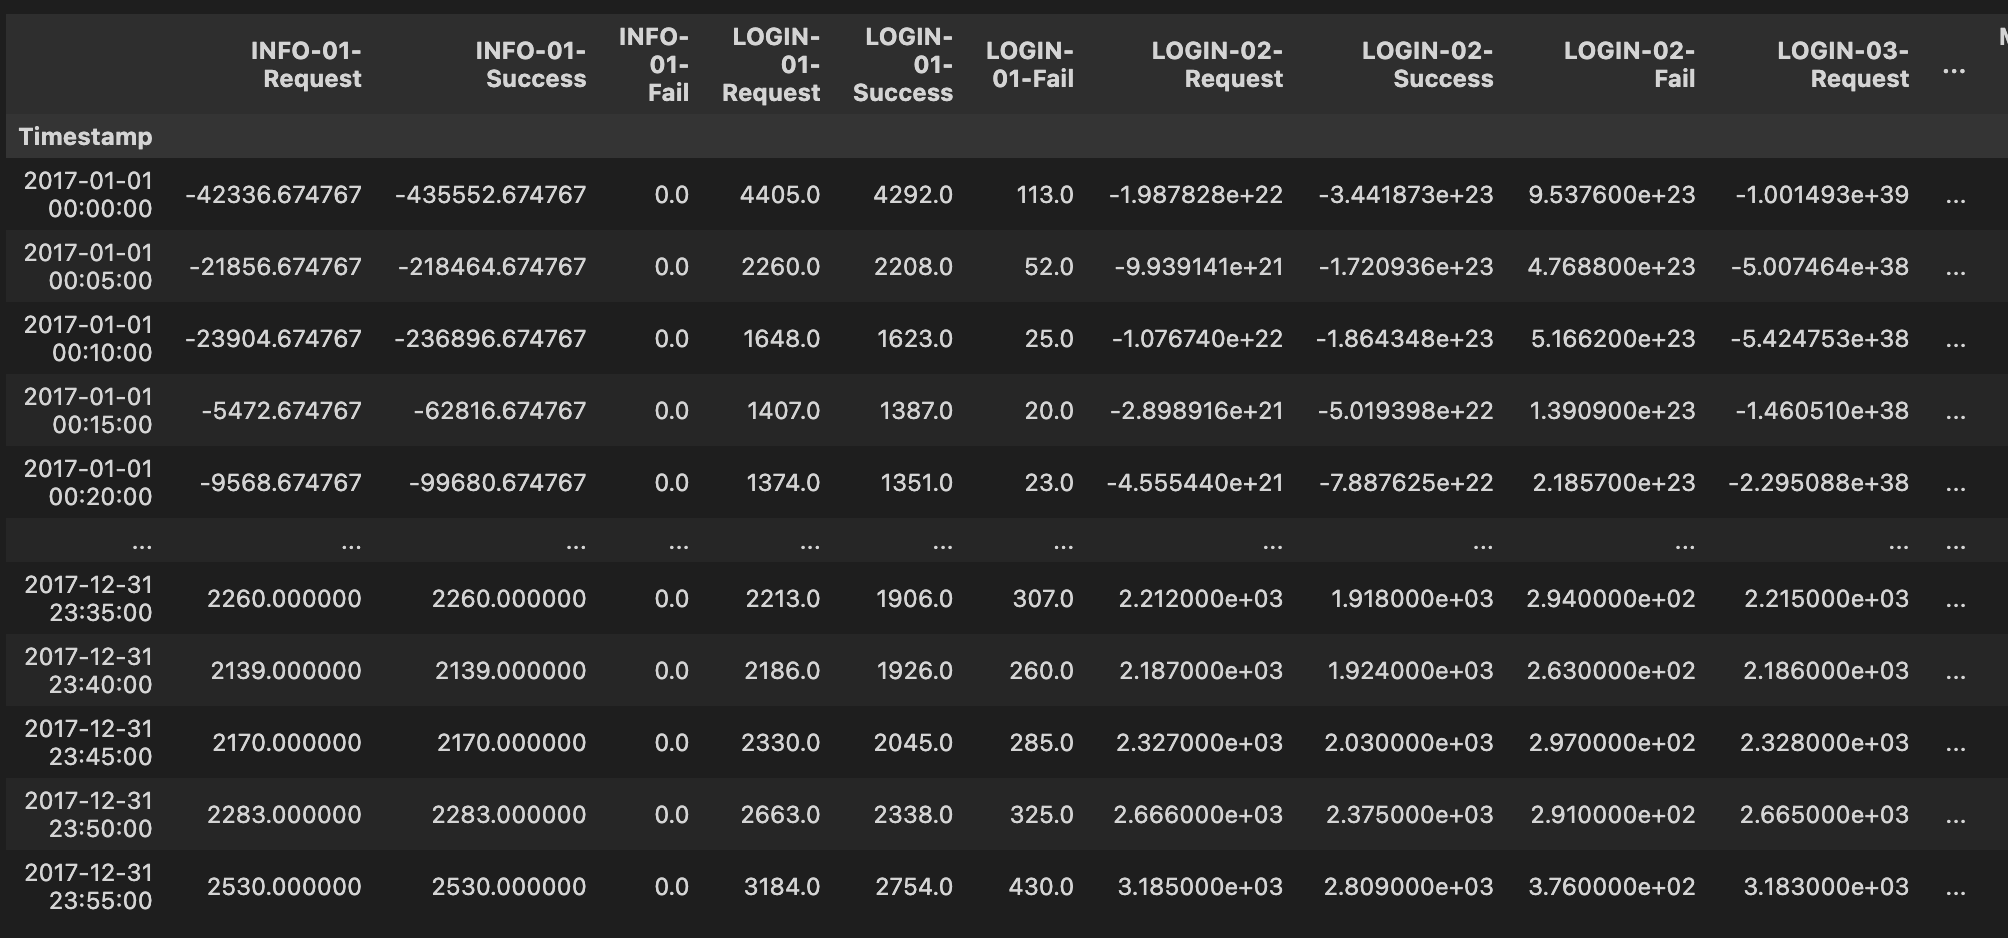 INFO-01-Request INFO-01-Success INFO-01-Fail LOGIN-01-Request LOGIN-01-Success LOGIN-01-Fail LOGIN-02-Request LOGIN-02-Success LOGIN-02-Fail LOGIN-03-Request ...
Timestamp
2017-01-01 00:00:00 -42336.674767 -435552.674767 0.0 4405.0 4292.0 113.0 -1.987828e+22 -3.441873e+23 9.537600e+23 -1.001493e+39 ...
2017-01-01 00:05:00 -21856.674767 -218464.674767 0.0 2260.0 2208.0 52.0 -9.939141e+21 -1.720936e+23 4.768800e+23 -5.007464e+38 ...
2017-01-01 00:10:00 -23904.674767 -236896.674767 0.0 1648.0 1623.0 25.0 -1.076740e+22 -1.864348e+23 5.166200e+23 -5.424753e+38 ...
2017-01-01 00:15:00 -5472.674767 -62816.674767 0.0 1407.0 1387.0 20.0 -2.898916e+21 -5.019398e+22 1.390900e+23 -1.460510e+38 ...
2017-01-01 00:20:00 -9568.674767 -99680.674767 0.0 1374.0 1351.0 23.0 -4.555440e+21 -7.887625e+22 2.185700e+23 -2.295088e+38 ...
... ... ... ... ... ... ... ... ... ... ... ...
2017-12-31 23:35:00 2260.000000 2260.000000 0.0 2213.0 1906.0 307.0 2.212000e+03 1.918000e+03 2.940000e+02 2.215000e+03 ...
2017-12-31 23:40:00 2139.000000 2139.000000 0.0 2186.0 1926.0 260.0 2.187000e+03 1.924000e+03 2.630000e+02 2.186000e+03 ...
2017-12-31 23:45:00 2170.000000 2170.000000 0.0 2330.0 2045.0 285.0 2.327000e+03 2.030000e+03 2.970000e+02 2.328000e+03 ...
2017-12-31 23:50:00 2283.000000 2283.000000 0.0 2663.0 2338.0 325.0 2.666000e+03 2.375000e+03 2.910000e+02 2.665000e+03 ...
2017-12-31 23:55:00 2530.000000 2530.000000 0.0 3184.0 2754.0 430.0 3.185000e+03 2.809000e+03 3.760000e+02 3.183000e+03 ...